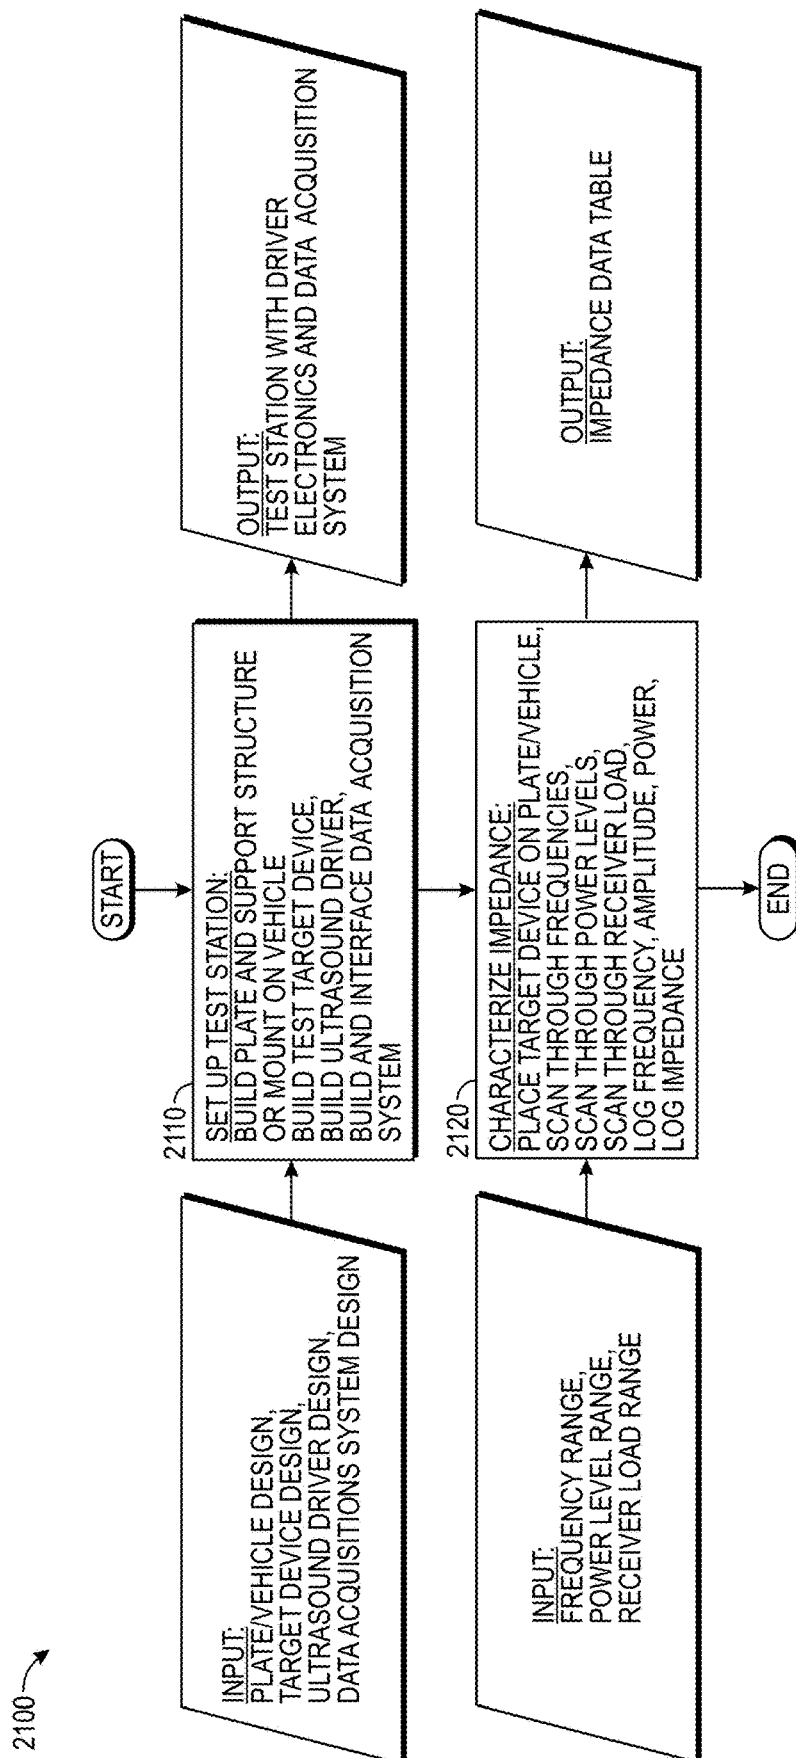 2100
START
INPUT:
PLATE/VEHICLE DESIGN,
TARGET DEVICE DESIGN,
ULTRASOUND DRIVER DESIGN,
DATA ACQUISITIONS SYSTEM DESIGN
2110
SET UP TEST STATION:
BUILD PLATE AND SUPPORT STRUCTURE
OR MOUNT ON VEHICLE
BUILD TEST TARGET DEVICE,
BUILD ULTRASOUND DRIVER,
BUILD AND INTERFACE DATA ACQUISITION
SYSTEM
OUTPUT:
TEST STATION WITH DRIVER
ELECTRONICS AND DATA ACQUISITION
SYSTEM
INPUT:
FREQUENCY RANGE,
POWER LEVEL RANGE,
RECEIVER LOAD RANGE
2120
CHARACTERIZE IMPEDANCE:
PLACE TARGET DEVICE ON PLATE/VEHICLE,
SCAN THROUGH FREQUENCIES,
SCAN THROUGH POWER LEVELS,
SCAN THROUGH RECEIVER LOAD,
LOG FREQUENCY, AMPLITUDE, POWER,
LOG IMPEDANCE
OUTPUT:
IMPEDANCE DATA TABLE
END